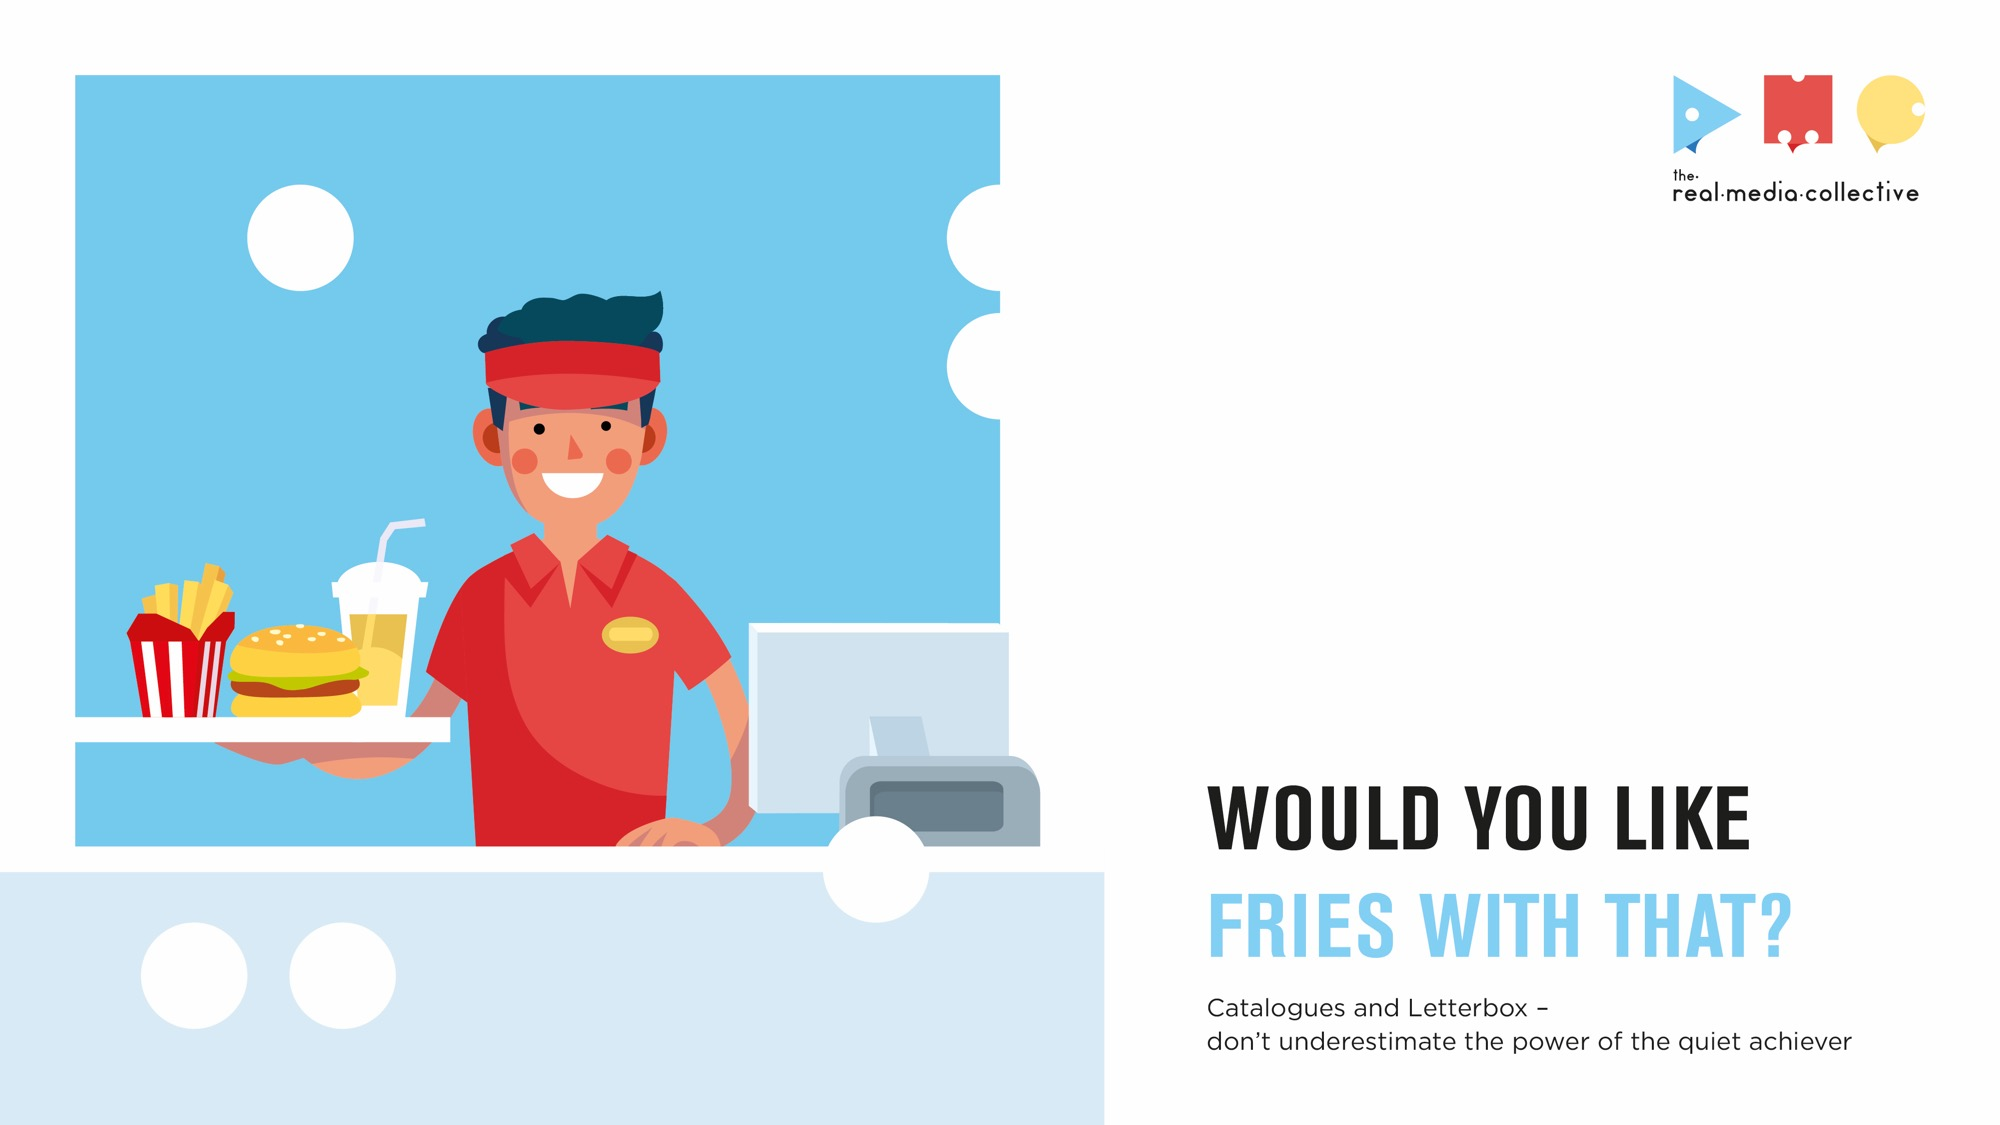 the·
real·media·collective
WOULD YOU LIKE
FRIES WITH THAT?
Catalogues and Letterbox –
don’t underestimate the power of the quiet achiever